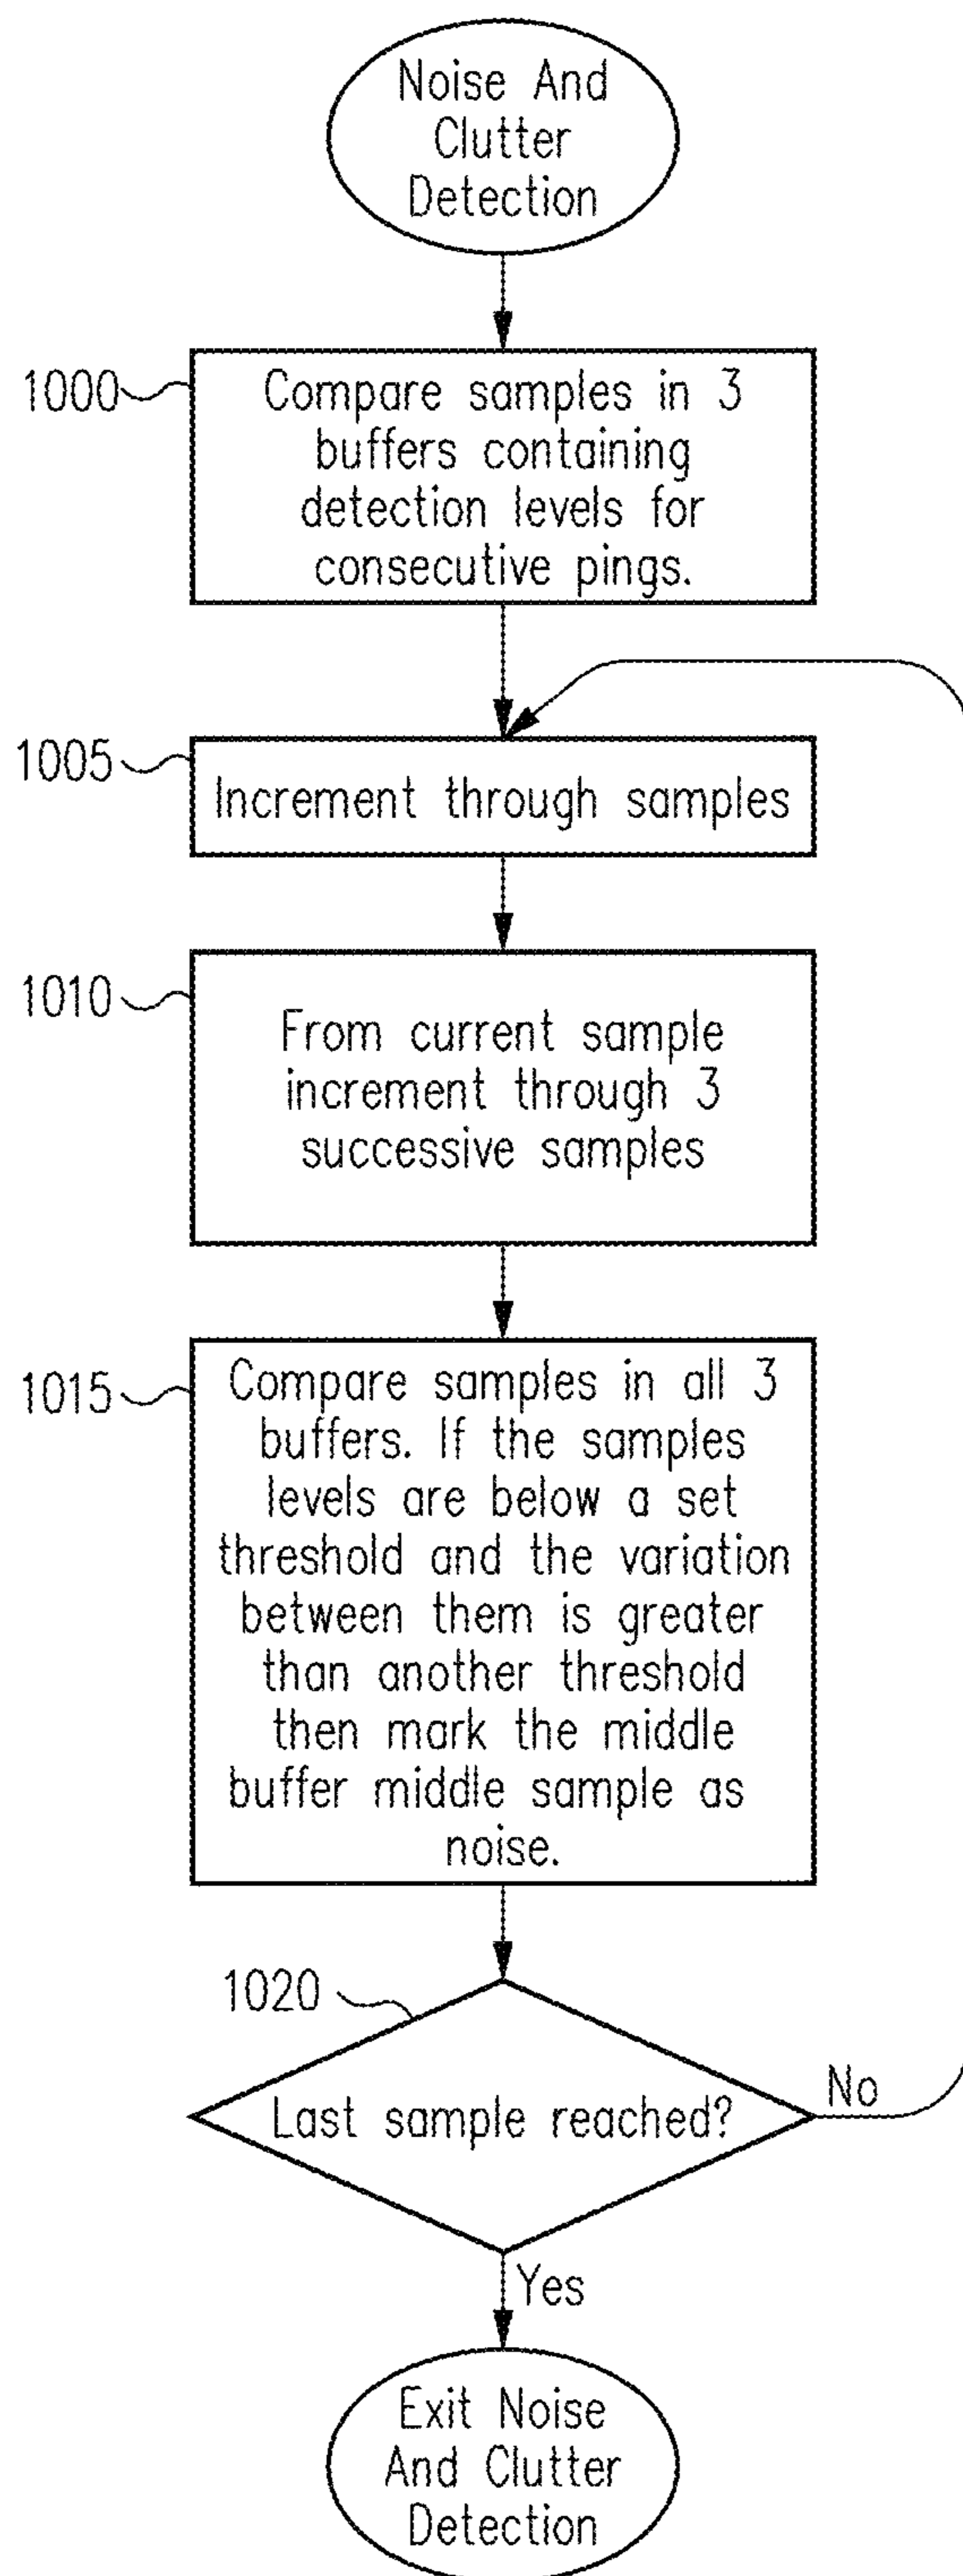 Noise And
Clutter
Detection
1000
Compare samples in 3
buffers containing
detection levels for
consecutive pings.
1005
Increment through samples
1010
From current sample
increment through 3
successive samples
1015
Compare samples in all 3
buffers. If the samples
levels are below a set
threshold and the variation
between them is greater
than another threshold
then mark the middle
buffer middle sample as
noise.
1020
Last sample reached?
No
Yes
Exit Noise
And Clutter
Detection